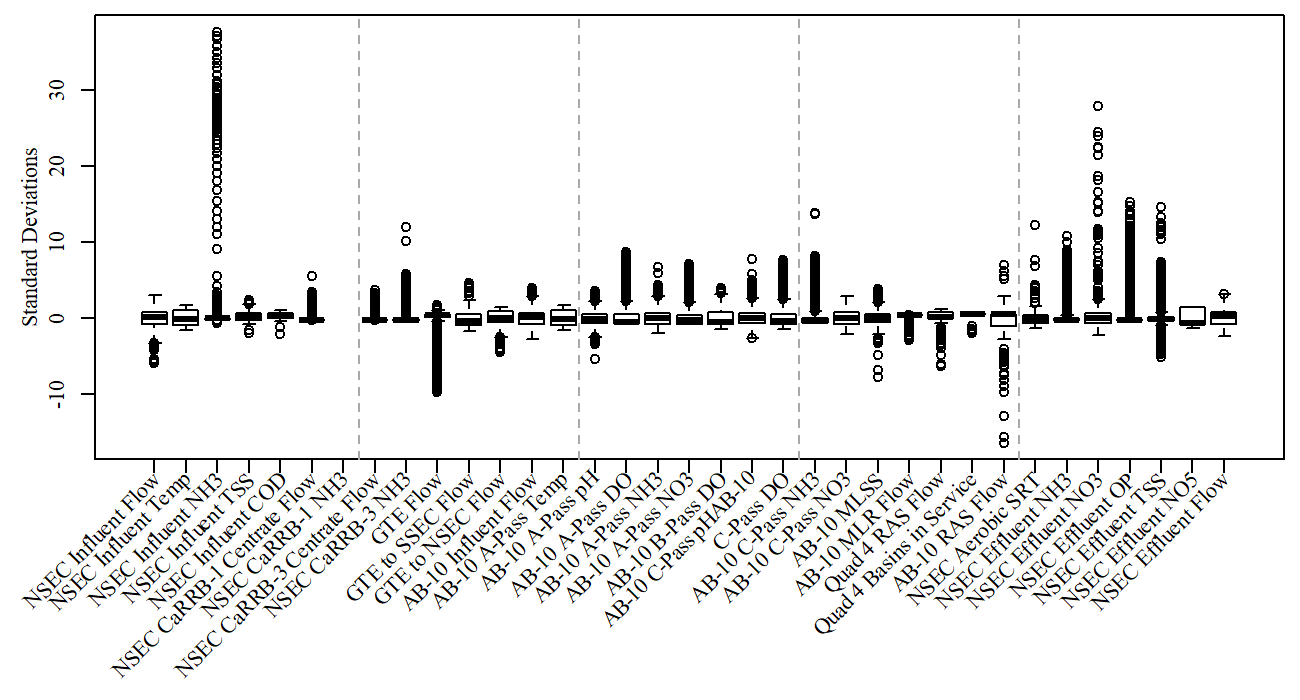 Standard Deviations
30
20
10
0
-10
NSEC Influent Flow
NSEC Influent Temp
NSEC Influent NH3
NSEC Influent TSS
NSEC Influent COD
NSEC CaRRB-1 Centrate Flow
NSEC CaRRB-1 NH3
NSEC CaRRB-3 Centrate Flow
NSEC CaRRB-3 NH3
GTE Flow
GTE to SSEC Flow
GTE to NSEC Flow
AB-10 Influent Flow
AB-10 A-Pass Temp
AB-10 A-Pass pH
AB-10 A-Pass DO
AB-10 A-Pass NH3
AB-10 A-Pass NO3
AB-10 B-Pass DO
AB-10 C-Pass pHAB-10
C-Pass DO
AB-10 C-Pass NH3
AB-10 C-Pass NO3
AB-10 MLSS
AB-10 MLR Flow
Quad 4 RAS Flow
Quad 4 Basins in Service
AB-10 RAS Flow
NSEC Aerobic SRT
NSEC Effluent NH3
NSEC Effluent NO3
NSEC Effluent OP
NSEC Effluent TSS
NSEC Effluent NO5
NSEC Effluent Flow